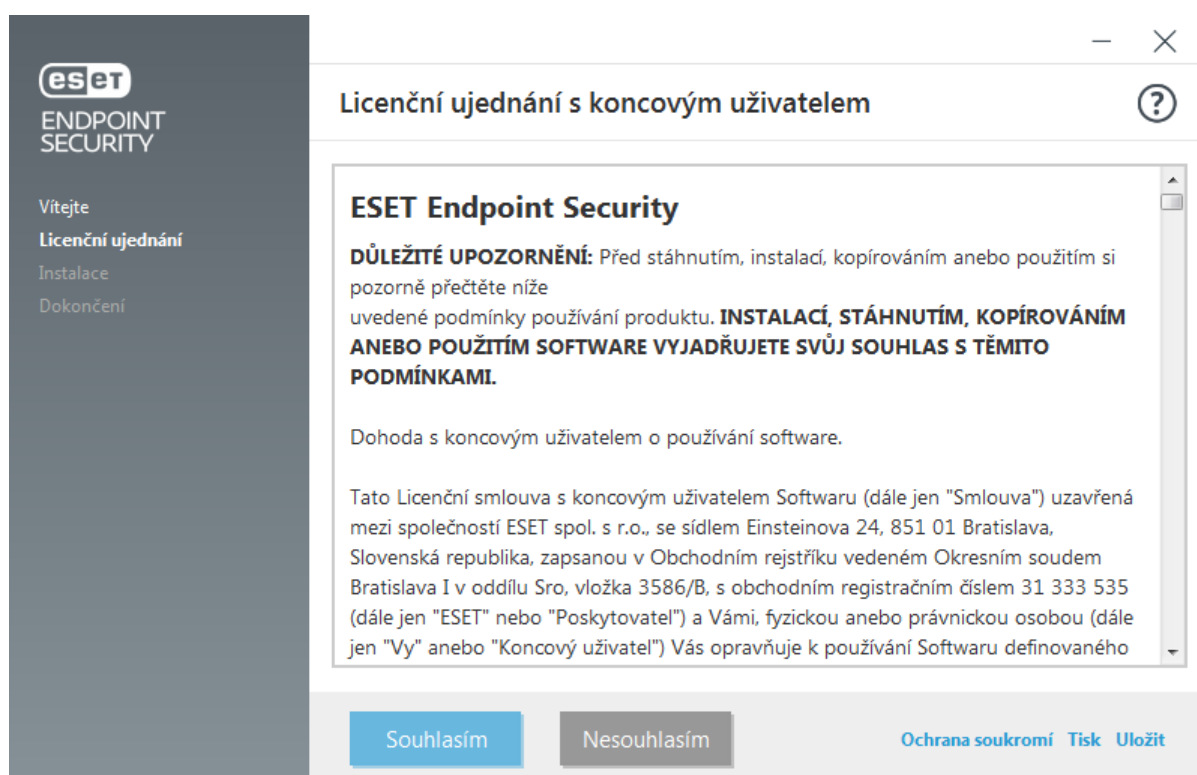 eseT
ENDPOINT
SECURITY
Vítejte
Licenční ujednání
Instalace
Dokončení
Licenční ujednání s koncovým uživatelem
?
ESET Endpoint Security
DŮLEŽITÉ UPOZORNĚNÍ: Před stáhnutím, instalací, kopírováním anebo použitím si
pozorně přečtěte níže
uvedené podmínky používání produktu. INSTALACÍ, STÁHNUTÍM, KOPÍROVÁNÍM
ANEBO POUŽITÍM SOFTWARE VYJADŘUJETE SVŮJ SOUHLAS S TĚMITO
PODMÍNKAMI.
Dohoda s koncovým uživatelem o používání software.
Tato Licenční smlouva s koncovým uživatelem Softwaru (dále jen "Smlouva") uzavřená
mezi společností ESET spol. s r.o., se sídlem Einsteinova 24, 851 01 Bratislava,
Slovenská republika, zapsanou v Obchodním rejstříku vedeném Okresním soudem
Bratislava I v oddílu Sro, vložka 3586/B, s obchodním registračním číslem 31 333 535
(dále jen "ESET" nebo "Poskytovatel") a Vámi, fyzickou anebo právnickou osobou (dále
jen "Vy" anebo "Koncový uživatel") Vás opravňuje k používání Softwaru definovaného
Souhlasím
Nesouhlasím
Ochrana soukromí Tisk Uložit